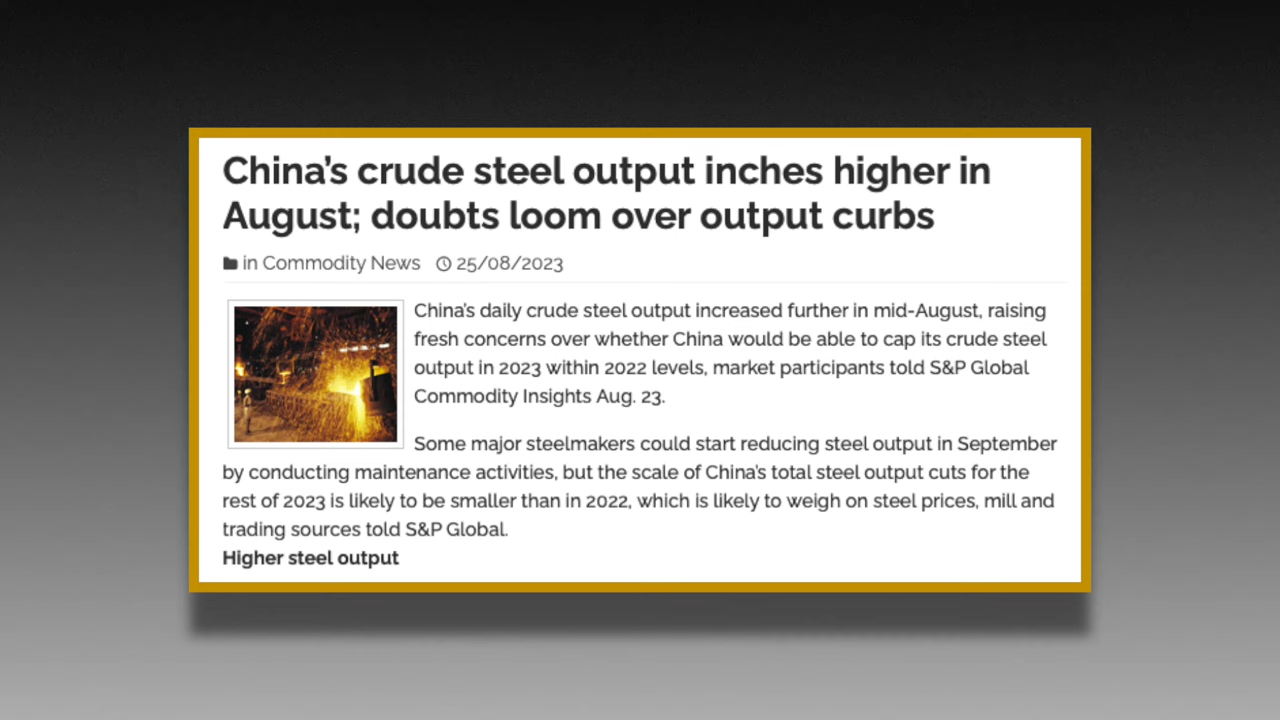 China's crude steel output inches higher in
August; doubts loom over output curbs
in Commodity News 25/08/2023
China's daily crude steel output increased further in mid-August, raising
fresh concerns over whether China would be able to cap its crude steel
output in 2023 within 2022 levels, market participants told S&P Global
Commodity Insights Aug. 23.
Some major steelmakers could start reducing steel output in September
by conducting maintenance activities, but the scale of China's total steel output cuts for the
rest of 2023 is likely to be smaller than in 2022, which is likely to weigh on steel prices, mill and
trading sources told S&P Global.
Higher steel output